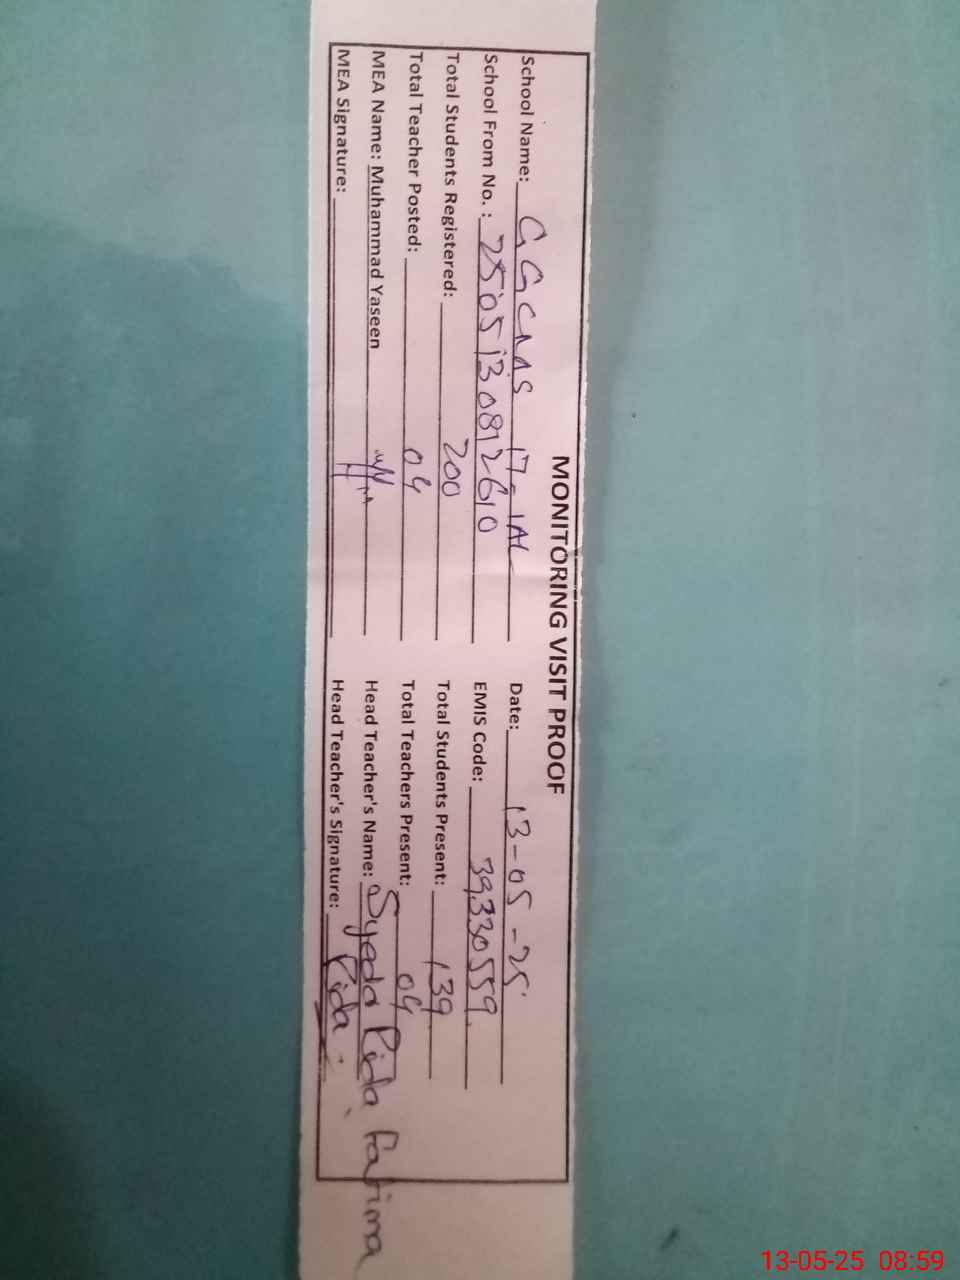 MONITORING VISIT PROOF
School Name: GGCMS 17-1AL Date: 13-05-25
School From No. : 2505130812610 EMIS Code: 39330559
Total Students Registered: 200 Total Students Present: 139
Total Teacher Posted: 04 Total Teachers Present: 04
MEA Name: Muhammad Yaseen Head Teacher's Name: Syeda Rida Fatima
MEA Signature: Head Teacher's Signature: Rida
13-05-25 08:59